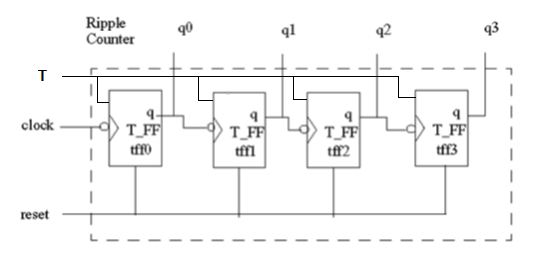 Ripple
Counter
q0
q1
q2
q3
T
clock
q
T_FF
tff0
q
T_FF
tff1
q
T_FF
tff2
q
T_FF
tff3
reset